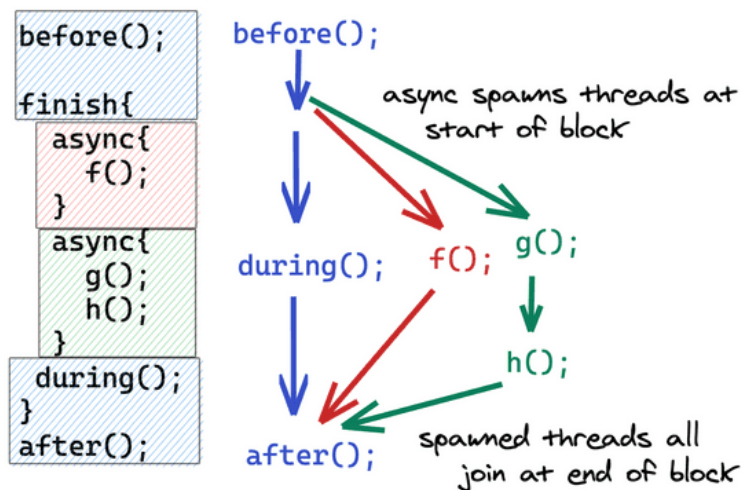 before();
finish{
async{
f();
}
async{
g();
h();
}
during();
}
after();
before();
async spawns threads at
start of block
during();
f();
g();
h();
after();
spawned threads all
join at end of block